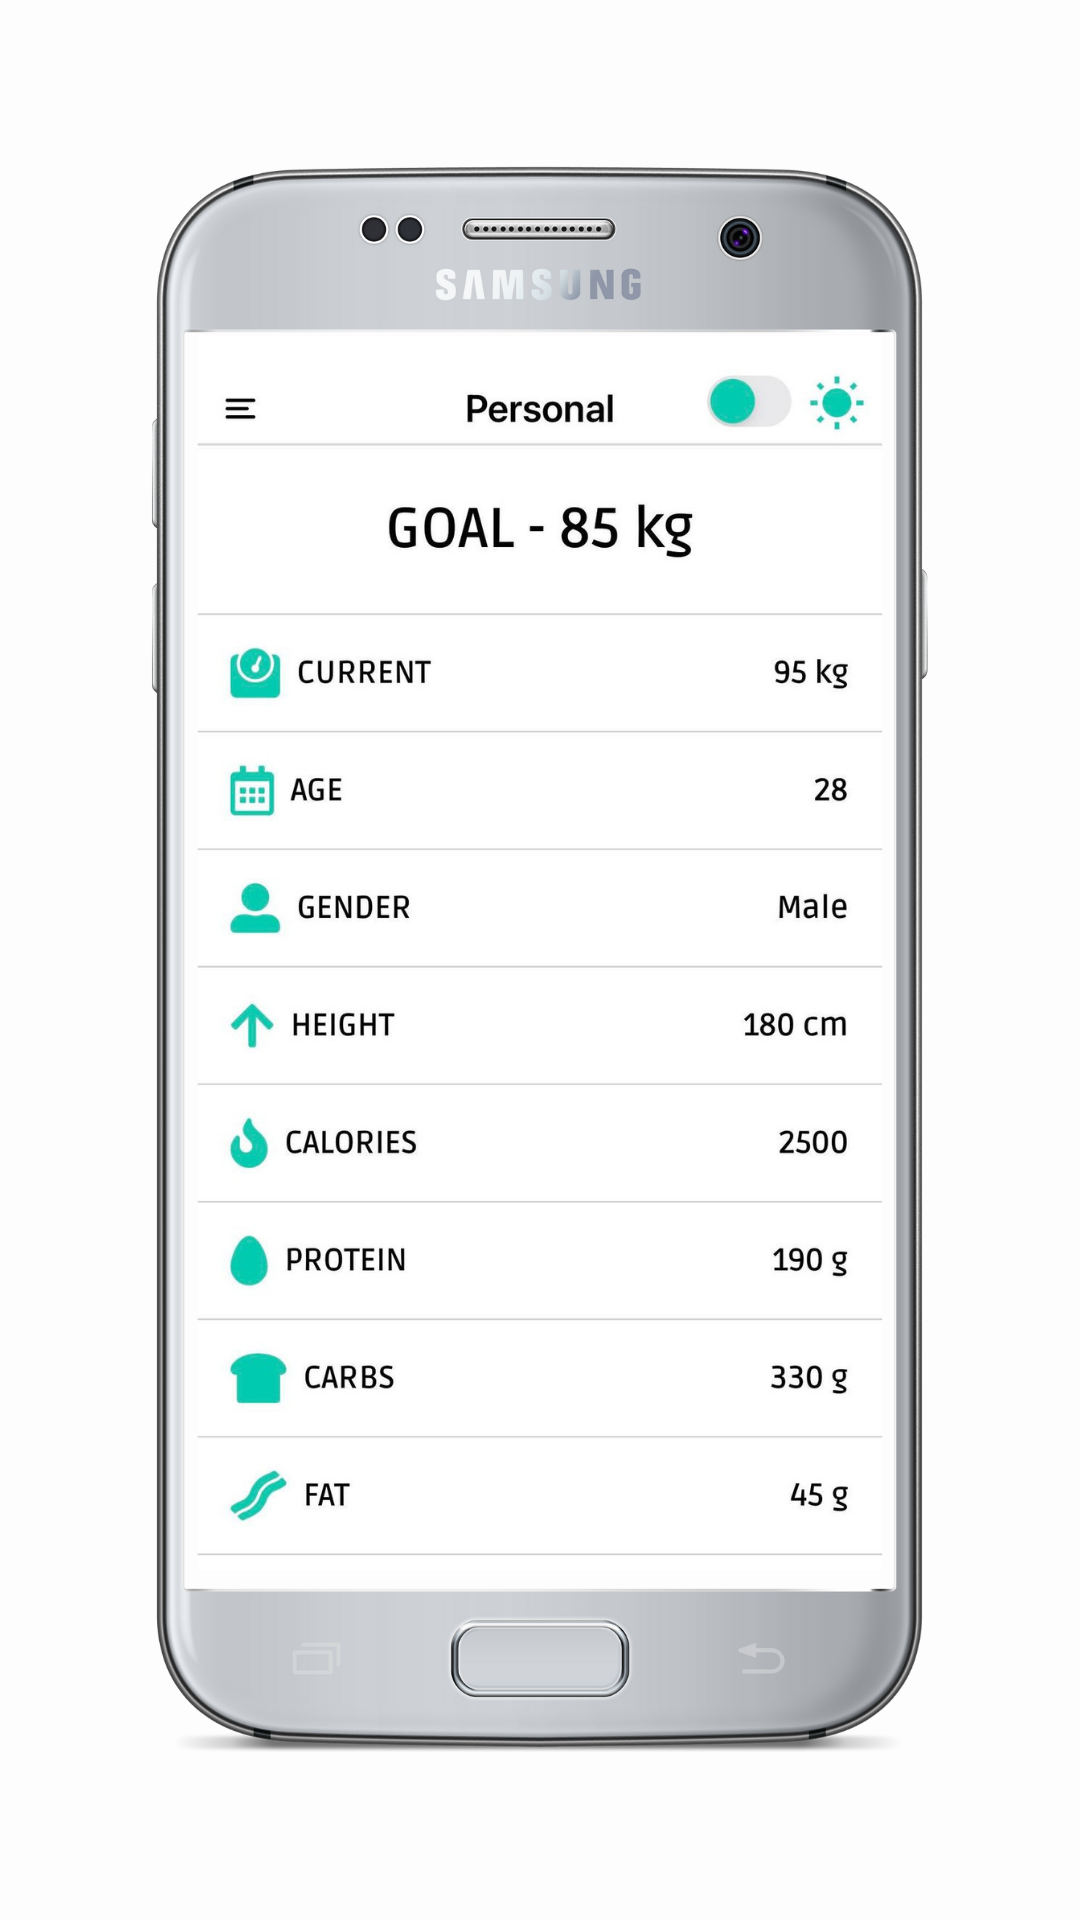 SAMSUNG
Personal
GOAL - 85 kg
CURRENT 95 kg
AGE 28
GENDER Male
HEIGHT 180 cm
CALORIES 2500
PROTEIN 190 g
CARBS 330 g
FAT 45 g